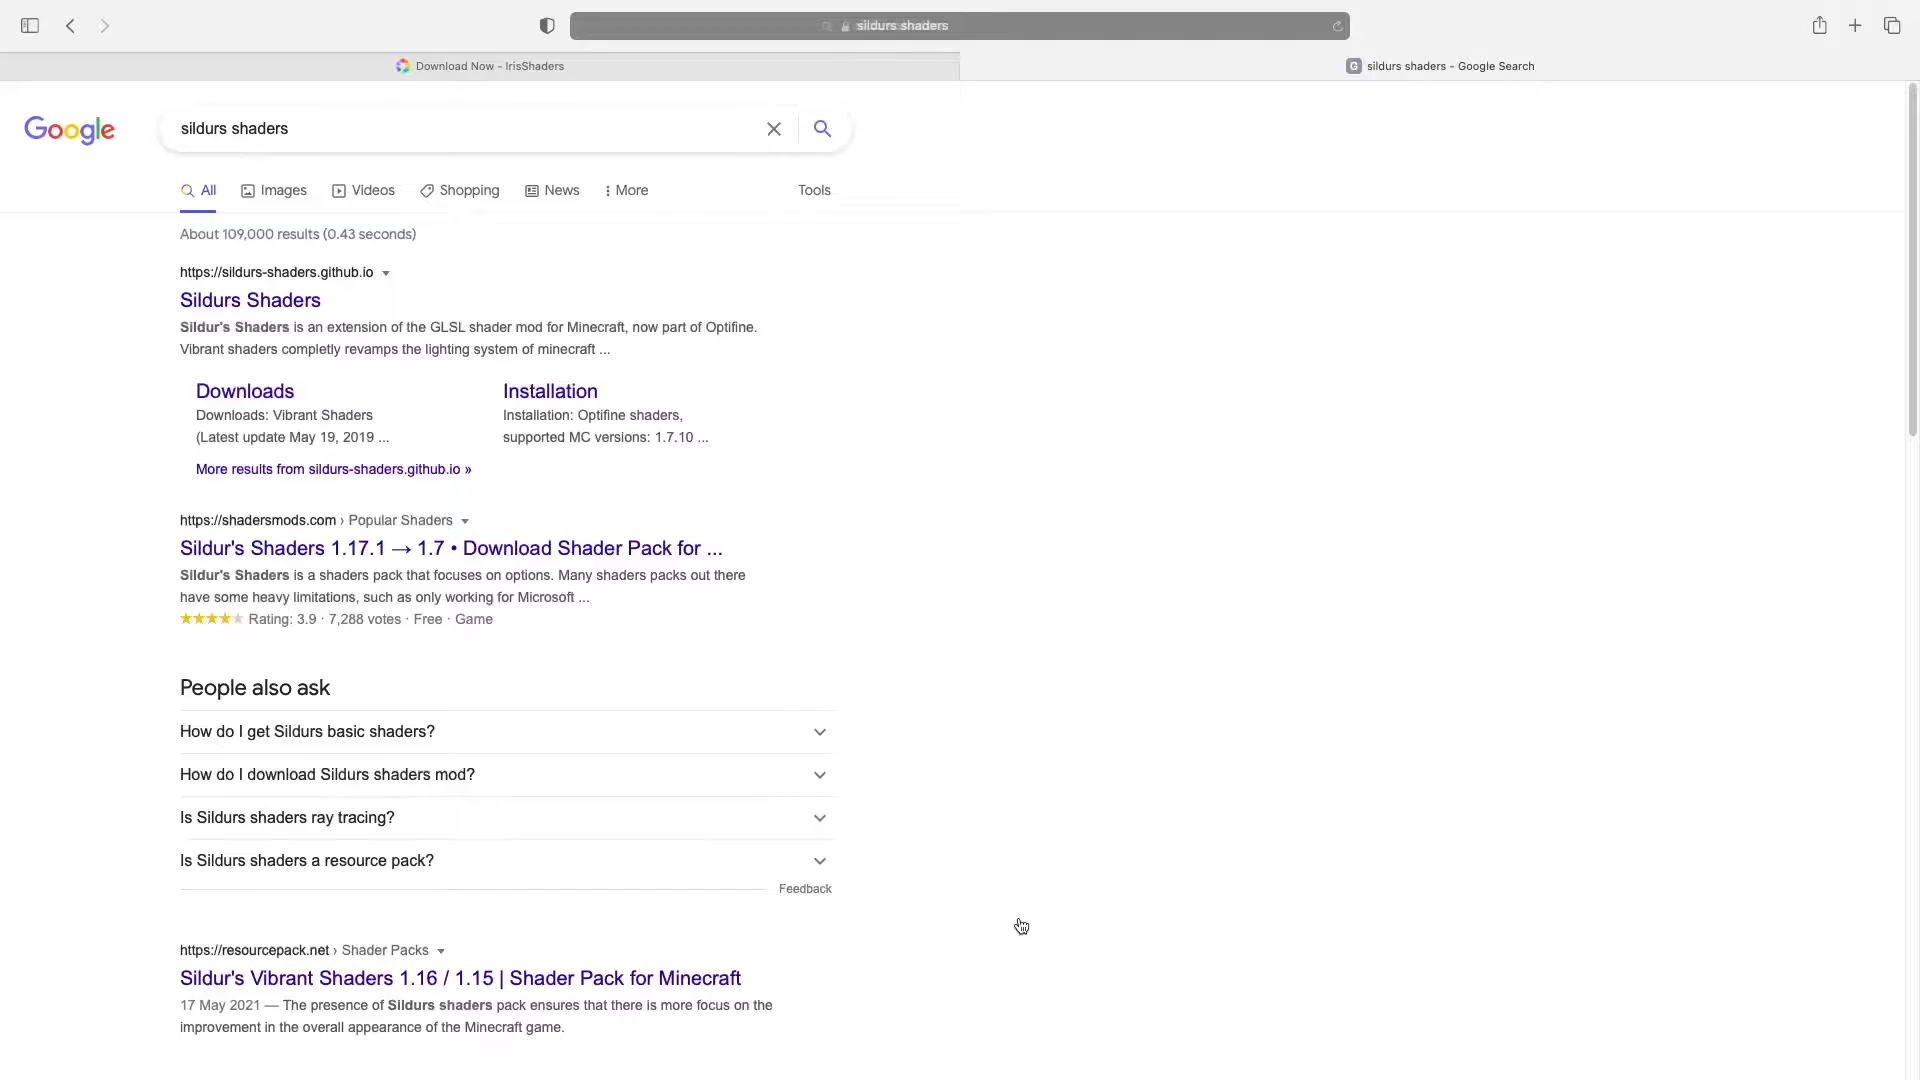 sildurs shaders
Download Now - IrisShaders
G sildurs shaders - Google Search
Google
sildurs shaders
All Images Videos Shopping News More Tools
About 109,000 results (0.43 seconds)
https://sildurs-shaders.github.io
Sildurs Shaders
Sildur's Shaders is an extension of the GLSL shader mod for Minecraft, now part of Optifine.
Vibrant shaders completly revamps the lighting system of minecraft ...
Downloads
Downloads: Vibrant Shaders
(Latest update May 19, 2019 ...
Installation
Installation: Optifine shaders,
supported MC versions: 1.7.10 ...
More results from sildurs-shaders.github.io »
https://shadersmods.com › Popular Shaders
Sildur's Shaders 1.17.1 → 1.7 • Download Shader Pack for ...
Sildur's Shaders is a shaders pack that focuses on options. Many shaders packs out there
have some heavy limitations, such as only working for Microsoft ...
Rating: 3.9 · 7,288 votes · Free · Game
People also ask
How do I get Sildurs basic shaders?
How do I download Sildurs shaders mod?
Is Sildurs shaders ray tracing?
Is Sildurs shaders a resource pack?
Feedback
https://resourcepack.net › Shader Packs
Sildur's Vibrant Shaders 1.16 / 1.15 | Shader Pack for Minecraft
17 May 2021 — The presence of Sildurs shaders pack ensures that there is more focus on the
improvement in the overall appearance of the Minecraft game.